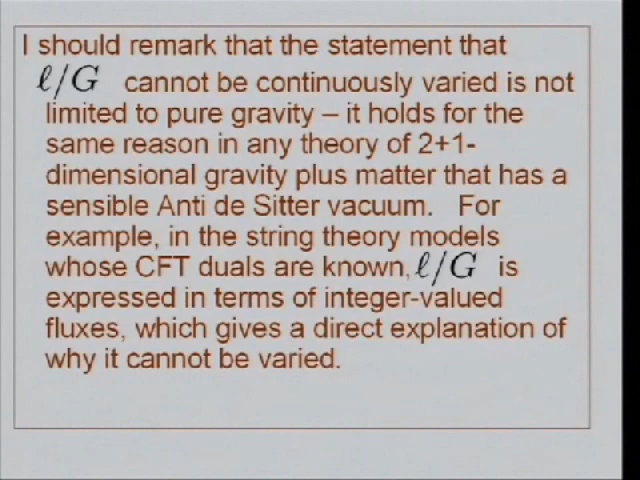 I should remark that the statement that
ℓ/G cannot be continuously varied is not
limited to pure gravity – it holds for the
same reason in any theory of 2+1-
dimensional gravity plus matter that has a
sensible Anti de Sitter vacuum. For
example, in the string theory models
whose CFT duals are known, ℓ/G is
expressed in terms of integer-valued
fluxes, which gives a direct explanation of
why it cannot be varied.